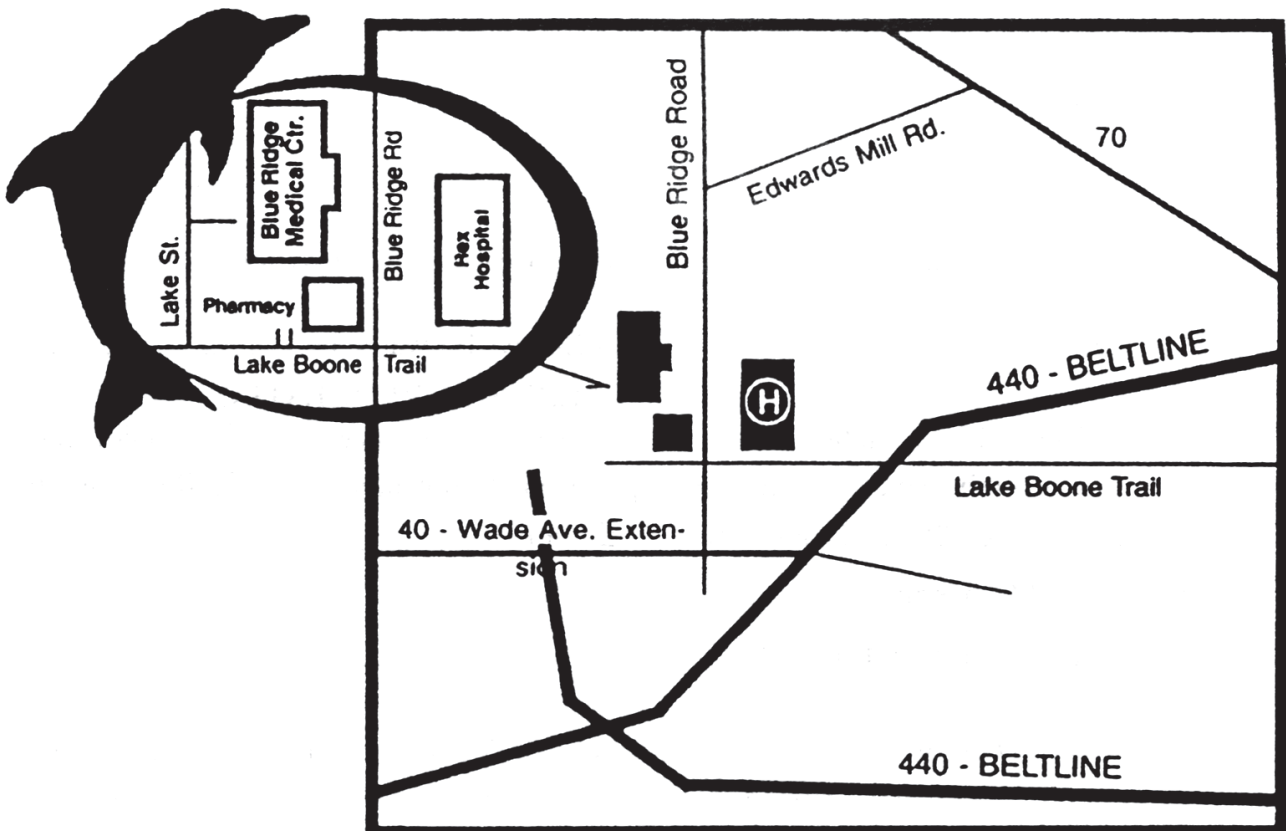 Blue Ridge
Medical Ctr.
Blue Ridge Rd
Rex
Hospital
Lake St.
Pharmacy
Lake Boone Trail
Blue Ridge Road
Edwards Mill Rd.
70
440 - BELTLINE
H
Lake Boone Trail
40 - Wade Ave. Exten-
sion
440 - BELTLINE